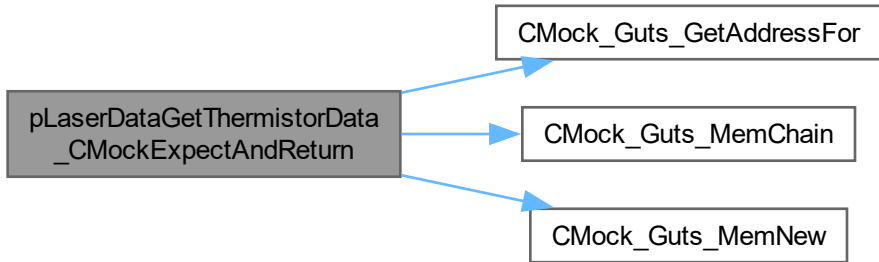 pLaserDataGetThermistorData
_CMockExpectAndReturn
CMock_Guts_GetAddressFor
CMock_Guts_MemChain
CMock_Guts_MemNew